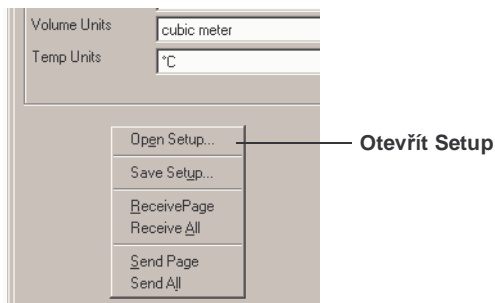 Volume Units
cubic meter
Temp Units
°C
Open Setup...
Otevřít Setup
Save Setup...
ReceivePage
Receive All
Send Page
Send All